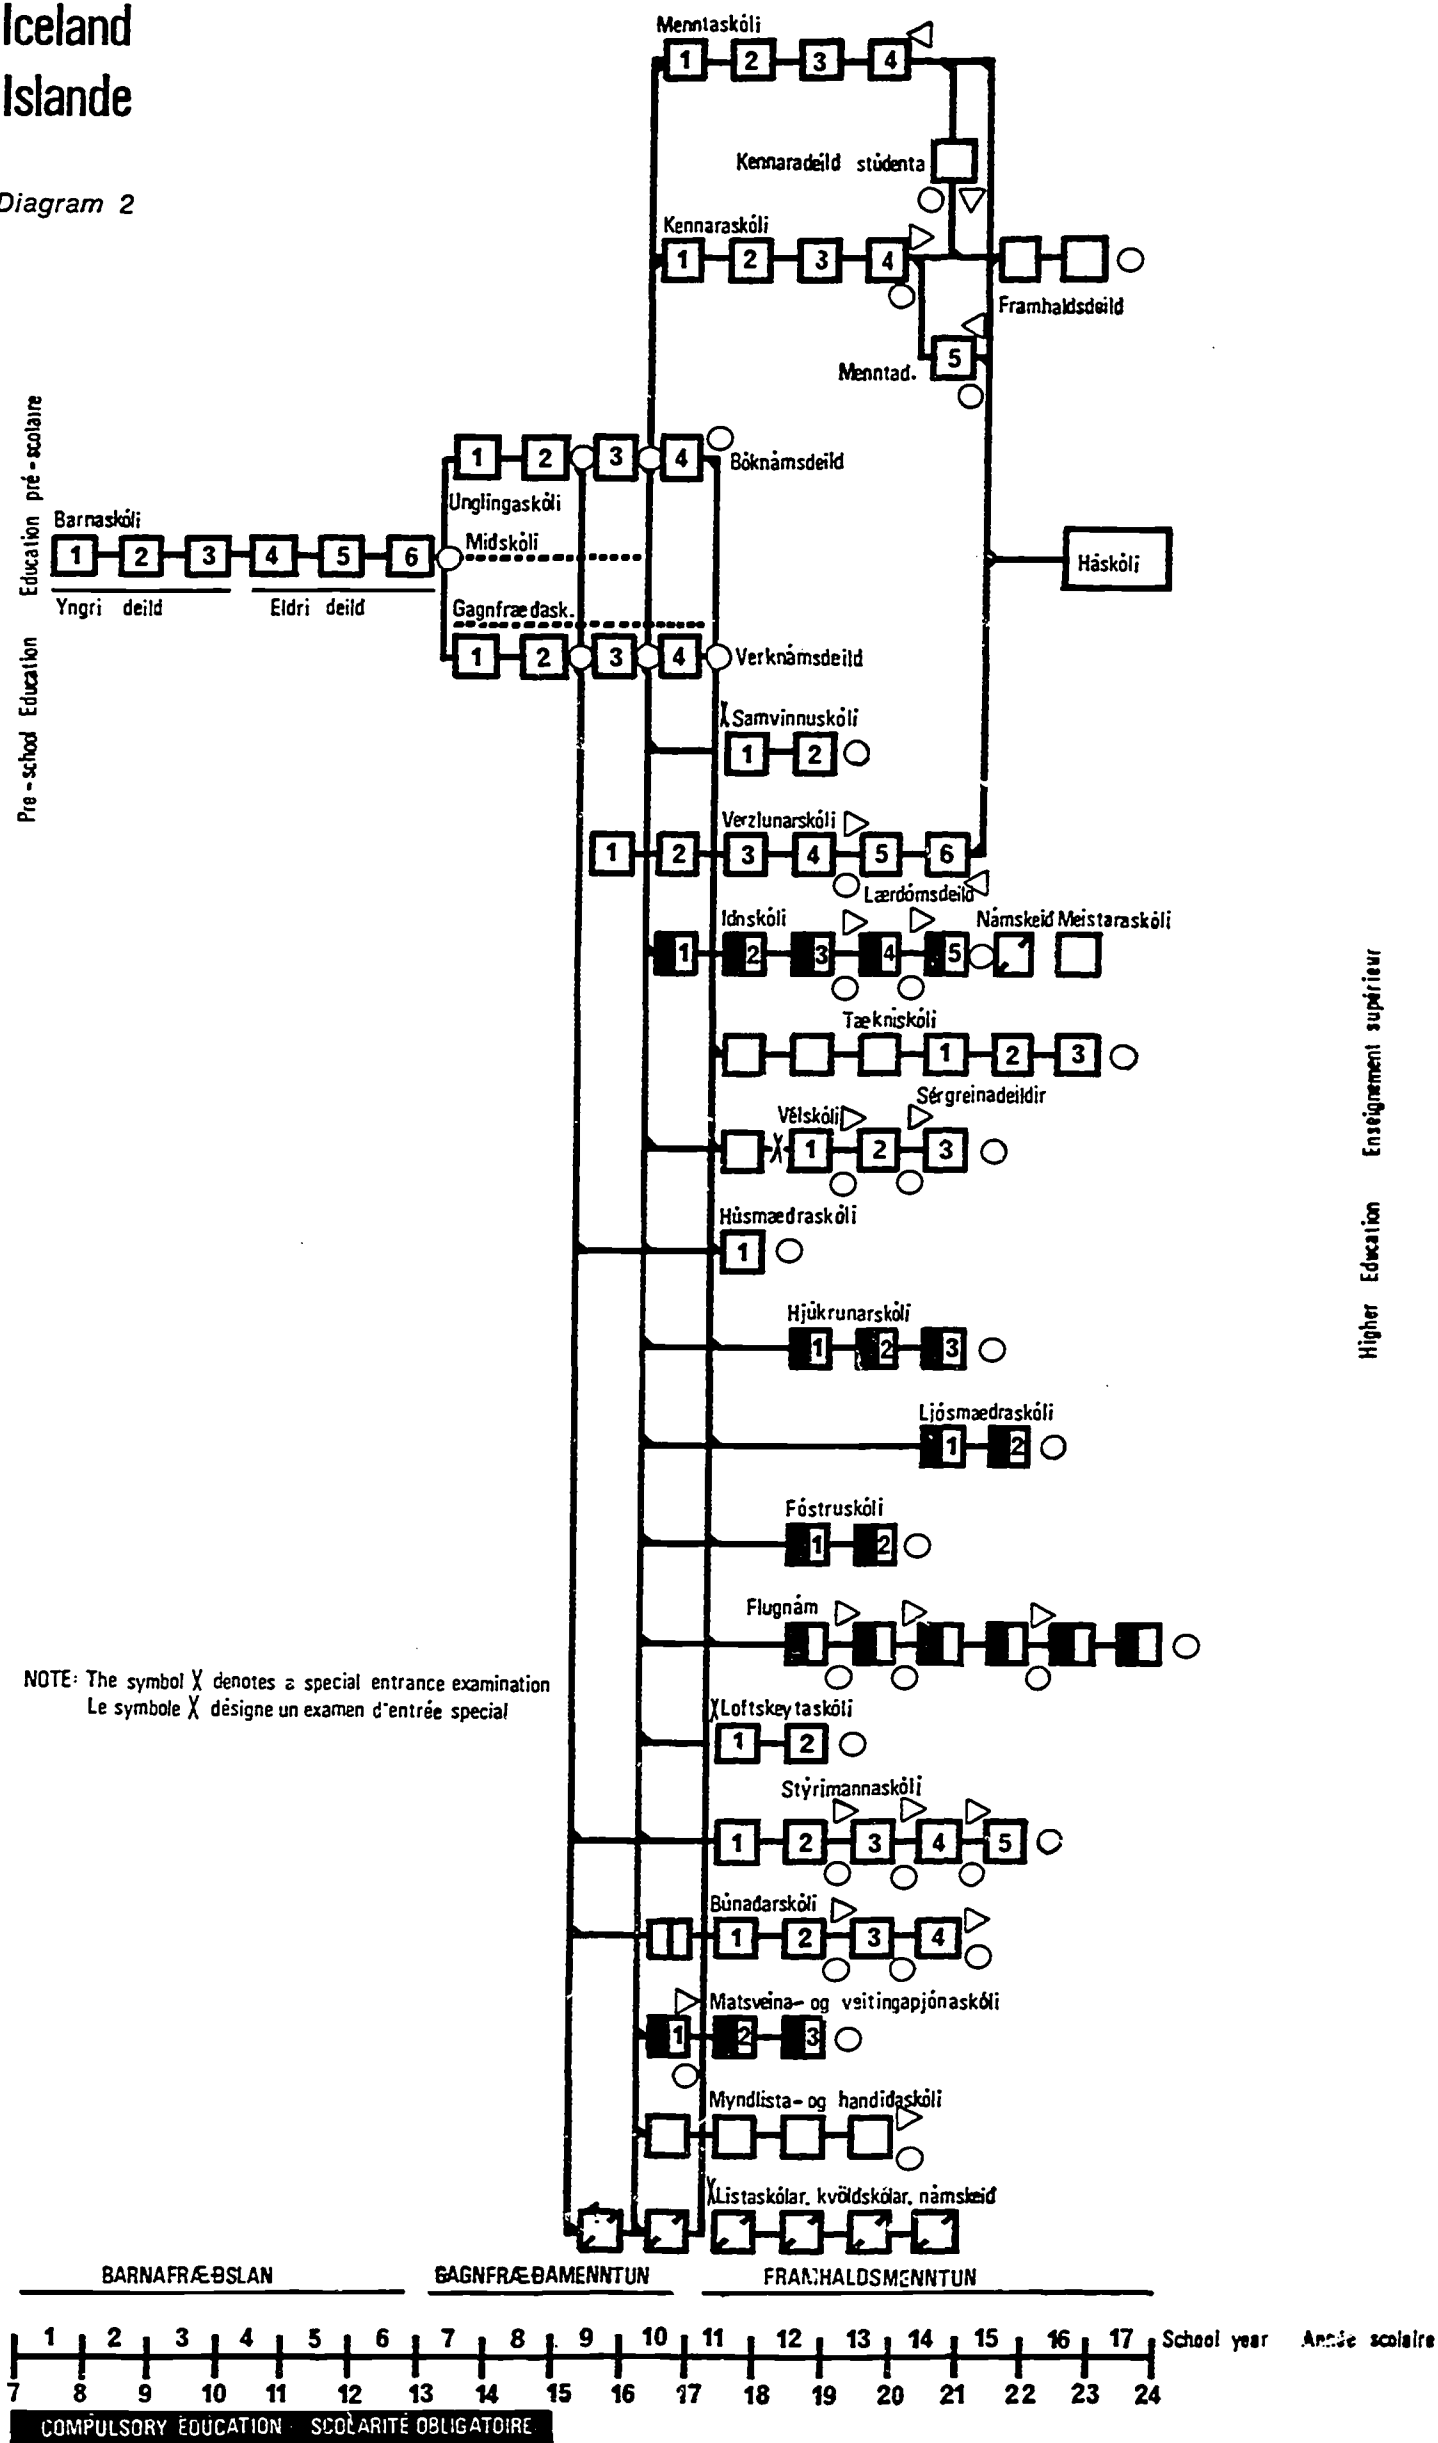 Iceland
Islande
Diagram 2
Menntaskóli
1 2 3 4
Kennaradeild stúdenta
Kennaraskóli
1 2 3 4
Framhaldsdeild
5
Menntad.
Pre-school Education Education pré-scolaire
1 2 3 4
Bóknámsdeild
Unglingaskóli
Barnaskóli
Midskóli
1 2 3 4 5 6
Háskóli
Yngri deild Eldri deild
Gagnfrædask.
1 2 3 4
Verknámsdeild
X Samvinnuskóli
1 2
Verzlunarskóli
1 2 3 4 5 6
Lærdómsdeild
Idnskóli Námskeid Meistaraskóli
1 2 3 4 5
Tækniskóli
1 2 3
Sérgreinadeildir
Vélskóli
X 1 2 3
Húsmædraskóli
1
Higher Education Enseignement supérieur
Hjúkrunarskóli
1 2 3
Ljósmædraskóli
1 2
Fóstruskóli
1 2
Flugnám
NOTE: The symbol X denotes a special entrance examination
Le symbole X désigne un examen d'entrée special
X Loftskeytaskóli
1 2
Stýrimannaskóli
1 2 3 4 5
Búnađarskóli
1 2 3 4
Matsveina- og veitingapjónaskóli
1 2 3
Myndlista- og handidaskóli
X Listaskólar, kvöldskólar, námskeid
BARNAFRÆÐSLAN GAGNFRÆÐAMENNTUN FRAMHALDSMENNTUN
1 2 3 4 5 6 7 8 9 10 11 12 13 14 15 16 17 School year Année scolaire
7 8 9 10 11 12 13 14 15 16 17 18 19 20 21 22 23 24
COMPULSORY EDUCATION SCOLARITÉ OBLIGATOIRE